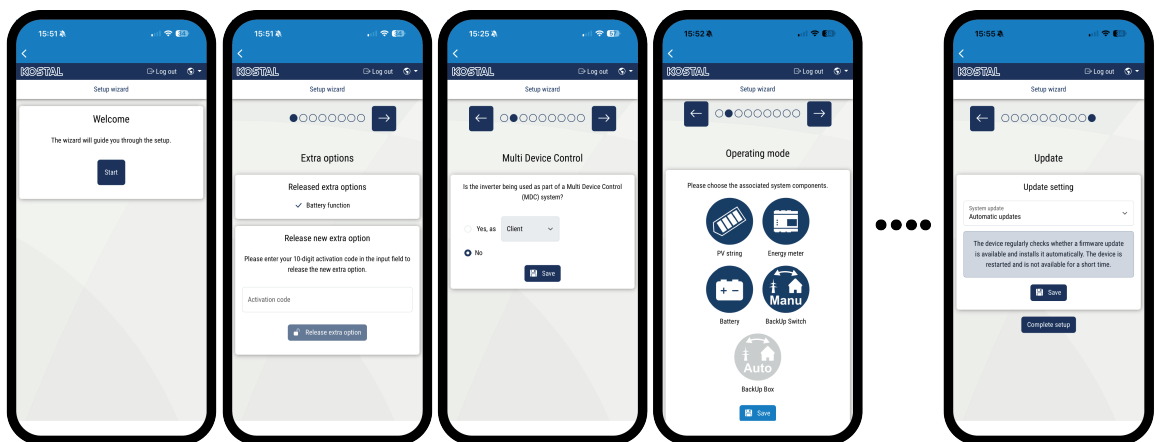 15:51
84
KOSTAL
Log out
Setup wizard
Welcome
The wizard will guide you through the setup.
Start
15:51
84
KOSTAL
Log out
Setup wizard
Extra options
Released extra options
Battery function
Release new extra option
Please enter your 10-digit activation code in the input field to
release the new extra option.
Activation code
Release extra option
15:25
67
KOSTAL
Log out
Setup wizard
Multi Device Control
Is the inverter being used as part of a Multi Device Control
(MDC) system?
Yes, as
Client
No
Save
15:52
KOSTAL
Log out
Setup wizard
Operating mode
Please choose the associated system components.
PV string
Energy meter
Manu
Battery
BackUp Switch
Auto
BackUp Box
Save
15:55
KOSTAL
Log out
Setup wizard
Update
Update setting
System update
Automatic updates
The device regularly checks whether a firmware update
is available and installs it automatically. The device is
restarted and is not available for a short time.
Save
Complete setup